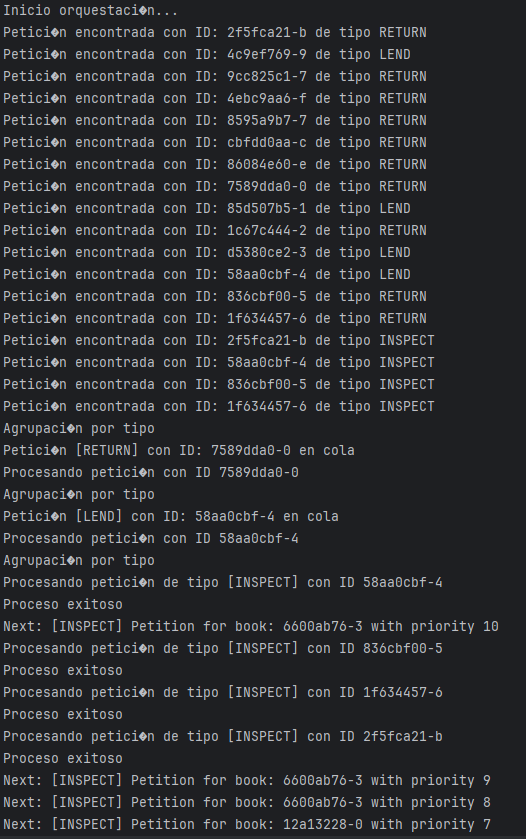 Inicio orquestaci�n...
Petici�n encontrada con ID: 2f5fca21-b de tipo RETURN
Petici�n encontrada con ID: 4c9ef769-9 de tipo LEND
Petici�n encontrada con ID: 9cc825c1-7 de tipo RETURN
Petici�n encontrada con ID: 4ebc9aa6-f de tipo RETURN
Petici�n encontrada con ID: 8595a9b7-7 de tipo RETURN
Petici�n encontrada con ID: cbfdd0aa-c de tipo RETURN
Petici�n encontrada con ID: 86084e60-e de tipo RETURN
Petici�n encontrada con ID: 7589dda0-0 de tipo RETURN
Petici�n encontrada con ID: 85d507b5-1 de tipo LEND
Petici�n encontrada con ID: 1c67c444-2 de tipo RETURN
Petici�n encontrada con ID: d5380ce2-3 de tipo LEND
Petici�n encontrada con ID: 58aa0cbf-4 de tipo LEND
Petici�n encontrada con ID: 836cbf00-5 de tipo RETURN
Petici�n encontrada con ID: 1f634457-6 de tipo RETURN
Petici�n encontrada con ID: 2f5fca21-b de tipo INSPECT
Petici�n encontrada con ID: 58aa0cbf-4 de tipo INSPECT
Petici�n encontrada con ID: 836cbf00-5 de tipo INSPECT
Petici�n encontrada con ID: 1f634457-6 de tipo INSPECT
Agrupaci�n por tipo
Petici�n [RETURN] con ID: 7589dda0-0 en cola
Procesando petici�n con ID 7589dda0-0
Agrupaci�n por tipo
Petici�n [LEND] con ID: 58aa0cbf-4 en cola
Procesando petici�n con ID 58aa0cbf-4
Agrupaci�n por tipo
Procesando petici�n de tipo [INSPECT] con ID 58aa0cbf-4
Proceso exitoso
Next: [INSPECT] Petition for book: 6600ab76-3 with priority 10
Procesando petici�n de tipo [INSPECT] con ID 836cbf00-5
Proceso exitoso
Procesando petici�n de tipo [INSPECT] con ID 1f634457-6
Proceso exitoso
Procesando petici�n de tipo [INSPECT] con ID 2f5fca21-b
Proceso exitoso
Next: [INSPECT] Petition for book: 6600ab76-3 with priority 9
Next: [INSPECT] Petition for book: 6600ab76-3 with priority 8
Next: [INSPECT] Petition for book: 12a13228-0 with priority 7